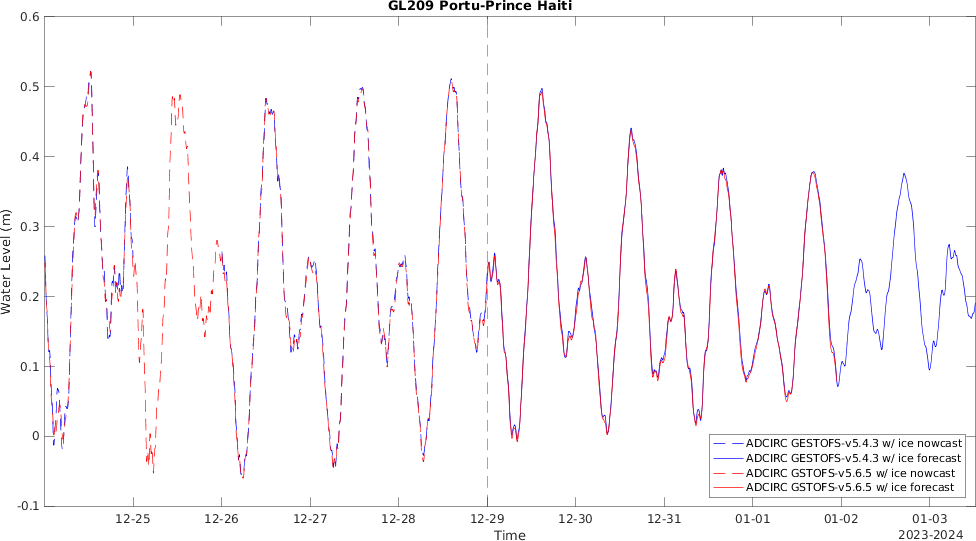 GL209 Portu-Prince Haiti
0.6
0.5
0.4
0.3
0.2
0.1
0
-0.1
Water Level (m)
ADCIRC GESTOFS-v5.4.3 w/ ice nowcast
ADCIRC GESTOFS-v5.4.3 w/ ice forecast
ADCIRC GSTOFS-v5.6.5 w/ ice nowcast
ADCIRC GSTOFS-v5.6.5 w/ ice forecast
12-25 12-26 12-27 12-28 12-29 12-30 12-31 01-01 01-02 01-03
Time
2023-2024